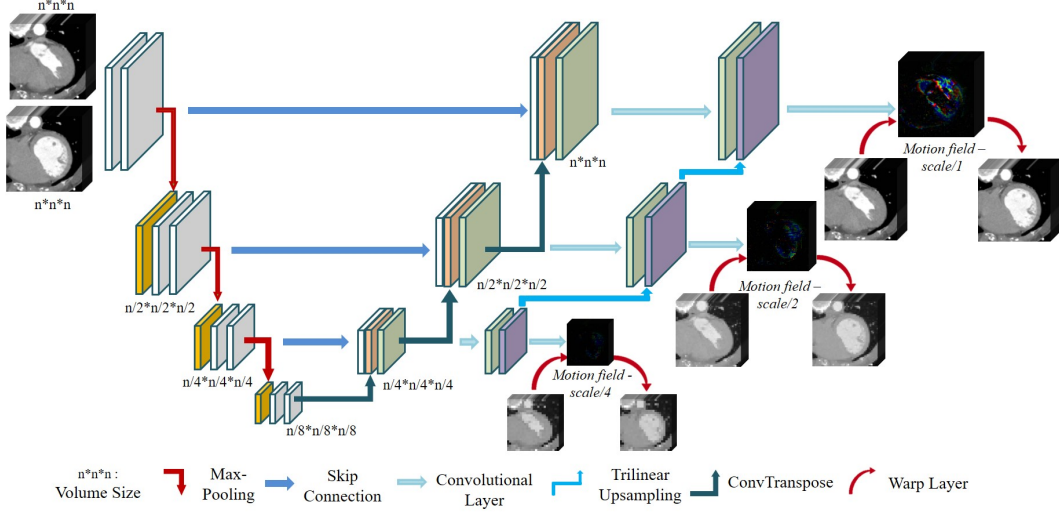 n*n*n
n*n*n
n*n*n
Motion field –
scale/1
n/2*n/2*n/2
n/2*n/2*n/2
Motion field –
scale/2
n/4*n/4*n/4
n/4*n/4*n/4
Motion field -
scale/4
n/8*n/8*n/8
n*n*n :
Volume Size
Max-
Pooling
Skip
Connection
Convolutional
Layer
Trilinear
Upsampling
ConvTranspose
Warp Layer